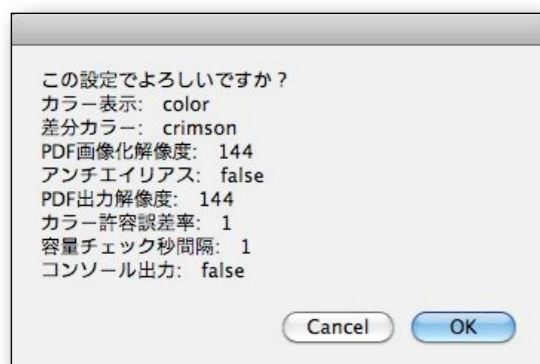 この設定でよろしいですか？
カラー表示: color
差分カラー: crimson
PDF画像化解像度: 144
アンチエイリアス: false
PDF出力解像度: 144
カラー許容誤差率: 1
容量チェック秒間隔: 1
コンソール出力: false
Cancel OK